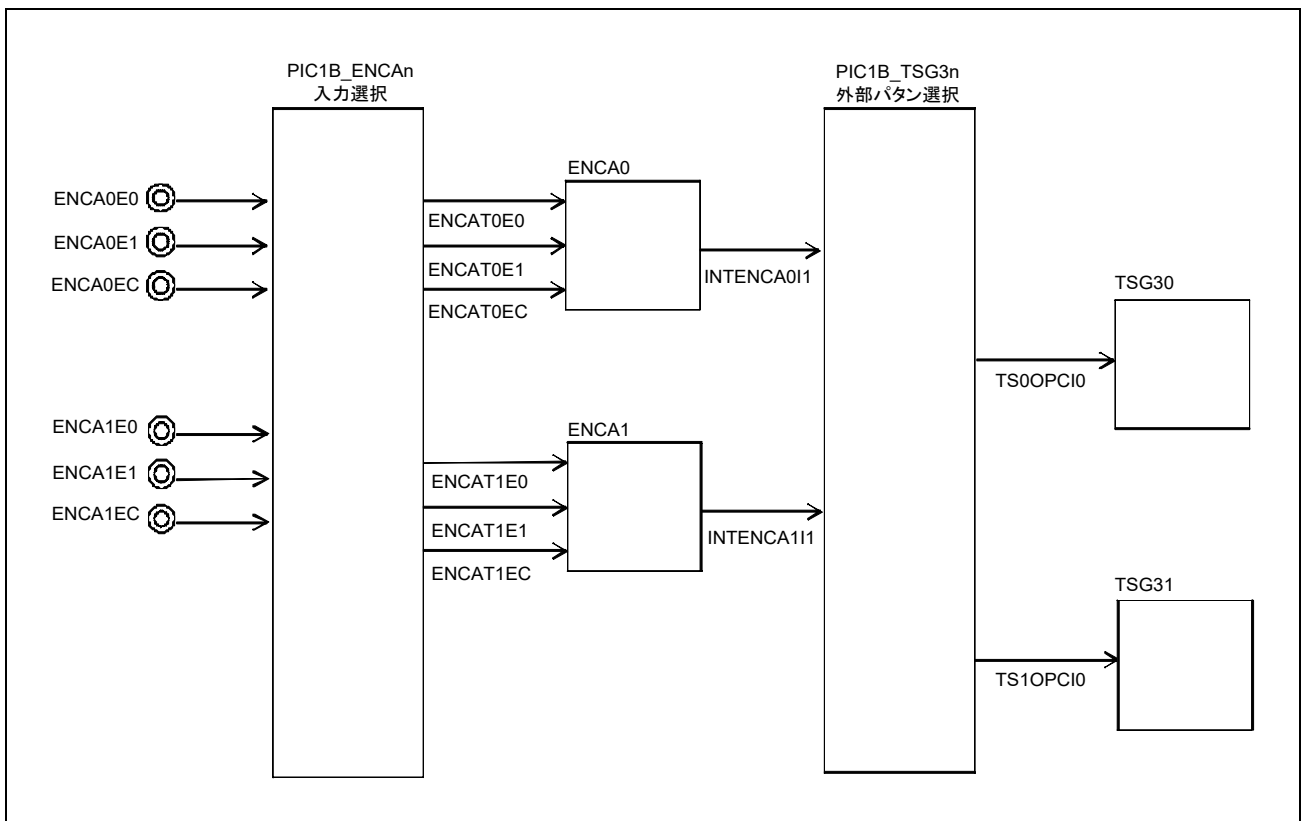 PIC1B_ENCAn
入力選択
PIC1B_TSG3n
外部パタン選択
ENCA0E0
ENCA0E1
ENCA0EC
ENCAT0E0
ENCAT0E1
ENCAT0EC
ENCA0
INTENCA0I1
TSG30
TS0OPCI0
ENCA1E0
ENCA1E1
ENCA1EC
ENCAT1E0
ENCAT1E1
ENCAT1EC
ENCA1
INTENCA1I1
TSG31
TS1OPCI0